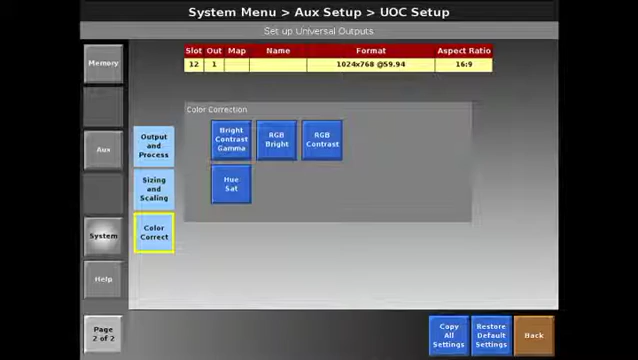 System Menu > Aux Setup > UOC Setup
Set up Universal Outputs
Slot Out Map Name Format Aspect Ratio
12 1 1024x768 @59.94 16:9
Memory
Aux
System
Help
Page
2 of 2
Output
and
Process
Sizing
and
Scaling
Color
Correct
Color Correction
Bright
Contrast
Gamma
RGB
Bright
RGB
Contrast
Hue
Sat
Copy
All
Settings
Restore
Default
Settings
Back